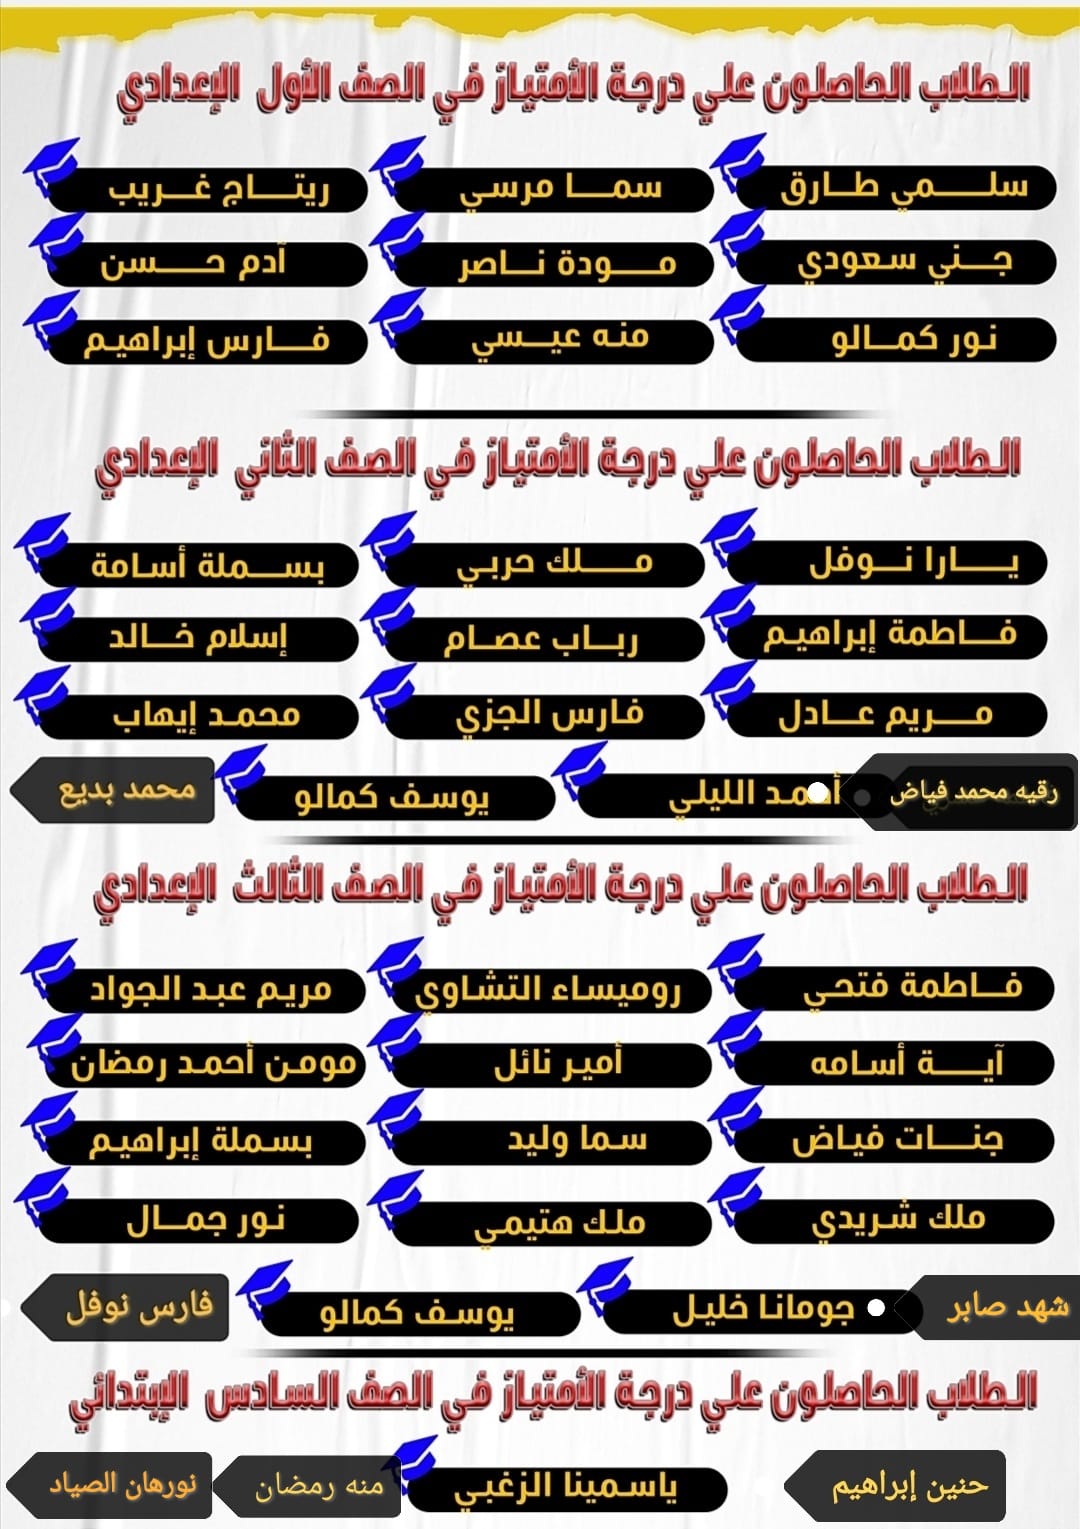 الطلاب الحاصلون علي درجة الأمتياز في الصف الأول الإعدادي
سلمي طارق
سما مرسي
ريتاج غريب
جني سعودي
مودة ناصر
آدم حسن
نور كمالو
منه عيسي
فارس إبراهيم
الطلاب الحاصلون علي درجة الأمتياز في الصف الثاني الإعدادي
يارا نوفل
ملك حربي
بسملة أسامة
فاطمة إبراهيم
رباب عصام
إسلام خالد
مريم عادل
فارس الجزي
محمد إيهاب
رقيه محمد فياض
أحمد الليلي
يوسف كمالو
محمد بديع
الطلاب الحاصلون علي درجة الأمتياز في الصف الثالث الإعدادي
فاطمة فتحي
روميساء التشاوي
مريم عبد الجواد
آية أسامه
أمير نائل
مومن أحمد رمضان
جنات فياض
سما وليد
بسملة إبراهيم
ملك شريدي
ملك هتيمي
نور جمال
شهد صابر
جومانا خليل
يوسف كمالو
فارس نوفل
الطلاب الحاصلون علي درجة الأمتياز في الصف السادس الإبتدائي
حنين إبراهيم
ياسمينا الزغبي
منه رمضان
نورهان الصياد